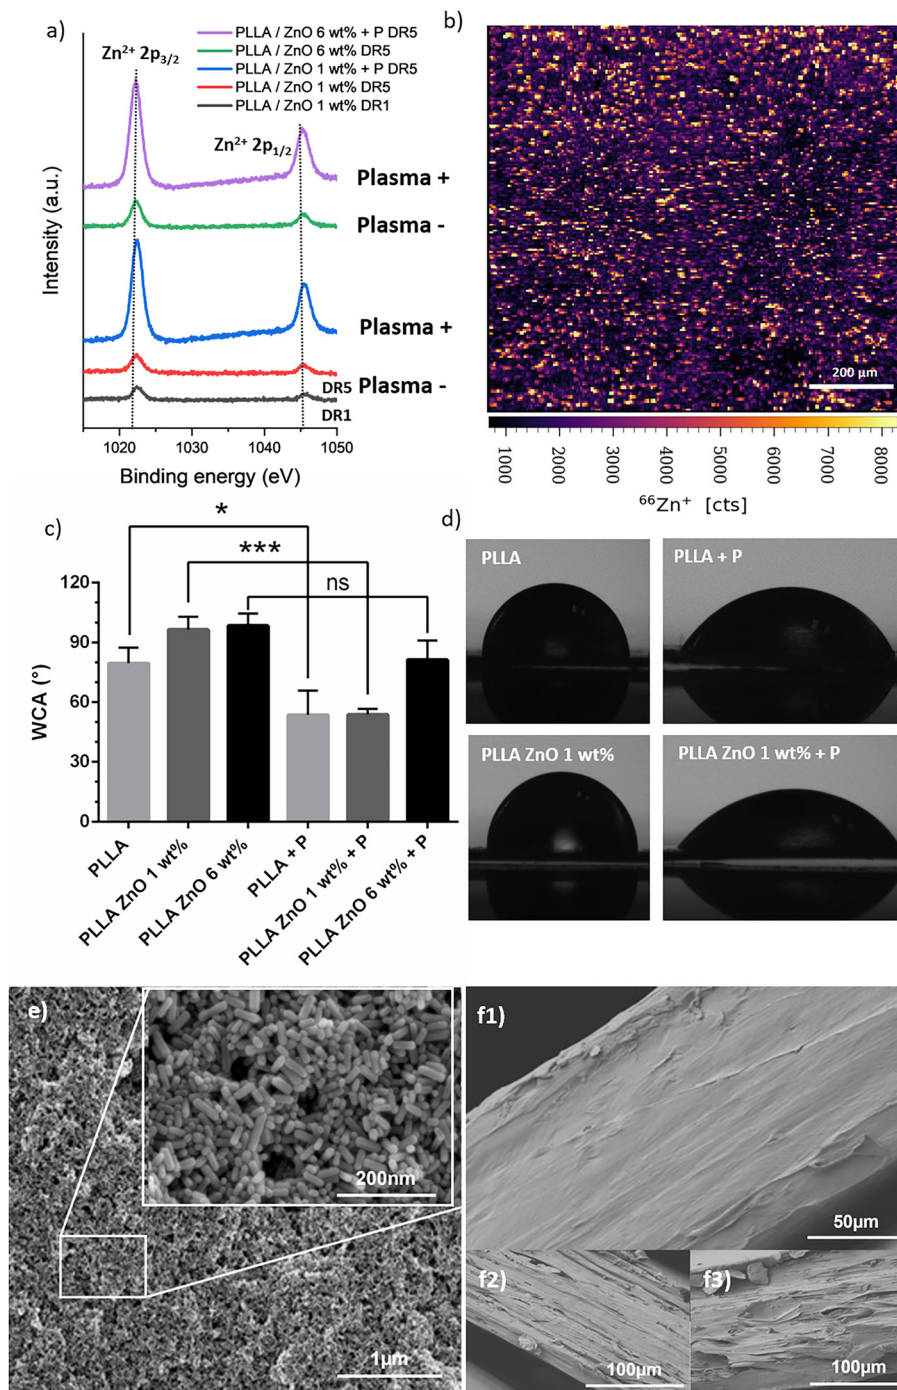 a)
PLLA / ZnO 6 wt% + P DR5
PLLA / ZnO 6 wt% DR5
PLLA / ZnO 1 wt% + P DR5
PLLA / ZnO 1 wt% DR5
PLLA / ZnO 1 wt% DR1
Zn²⁺ 2p₃/₂
Zn²⁺ 2p₁/₂
Plasma +
Plasma -
Plasma +
Plasma -
DR5
DR1
Intensity (a.u.)
1020 1030 1040 1050
Binding energy (eV)
b)
200 µm
1000 2000 3000 4000 5000 6000 7000 8000
⁶⁶Zn⁺ [cts]
c)
*
***
ns
120
90
60
30
0
WCA (°)
PLLA
PLLA ZnO 1 wt%
PLLA ZnO 6 wt%
PLLA + P
PLLA ZnO 1 wt% + P
PLLA ZnO 6 wt% + P
d)
PLLA
PLLA + P
PLLA ZnO 1 wt%
PLLA ZnO 1 wt% + P
e)
200nm
1µm
f1)
50µm
f2)
100µm
f3)
100µm